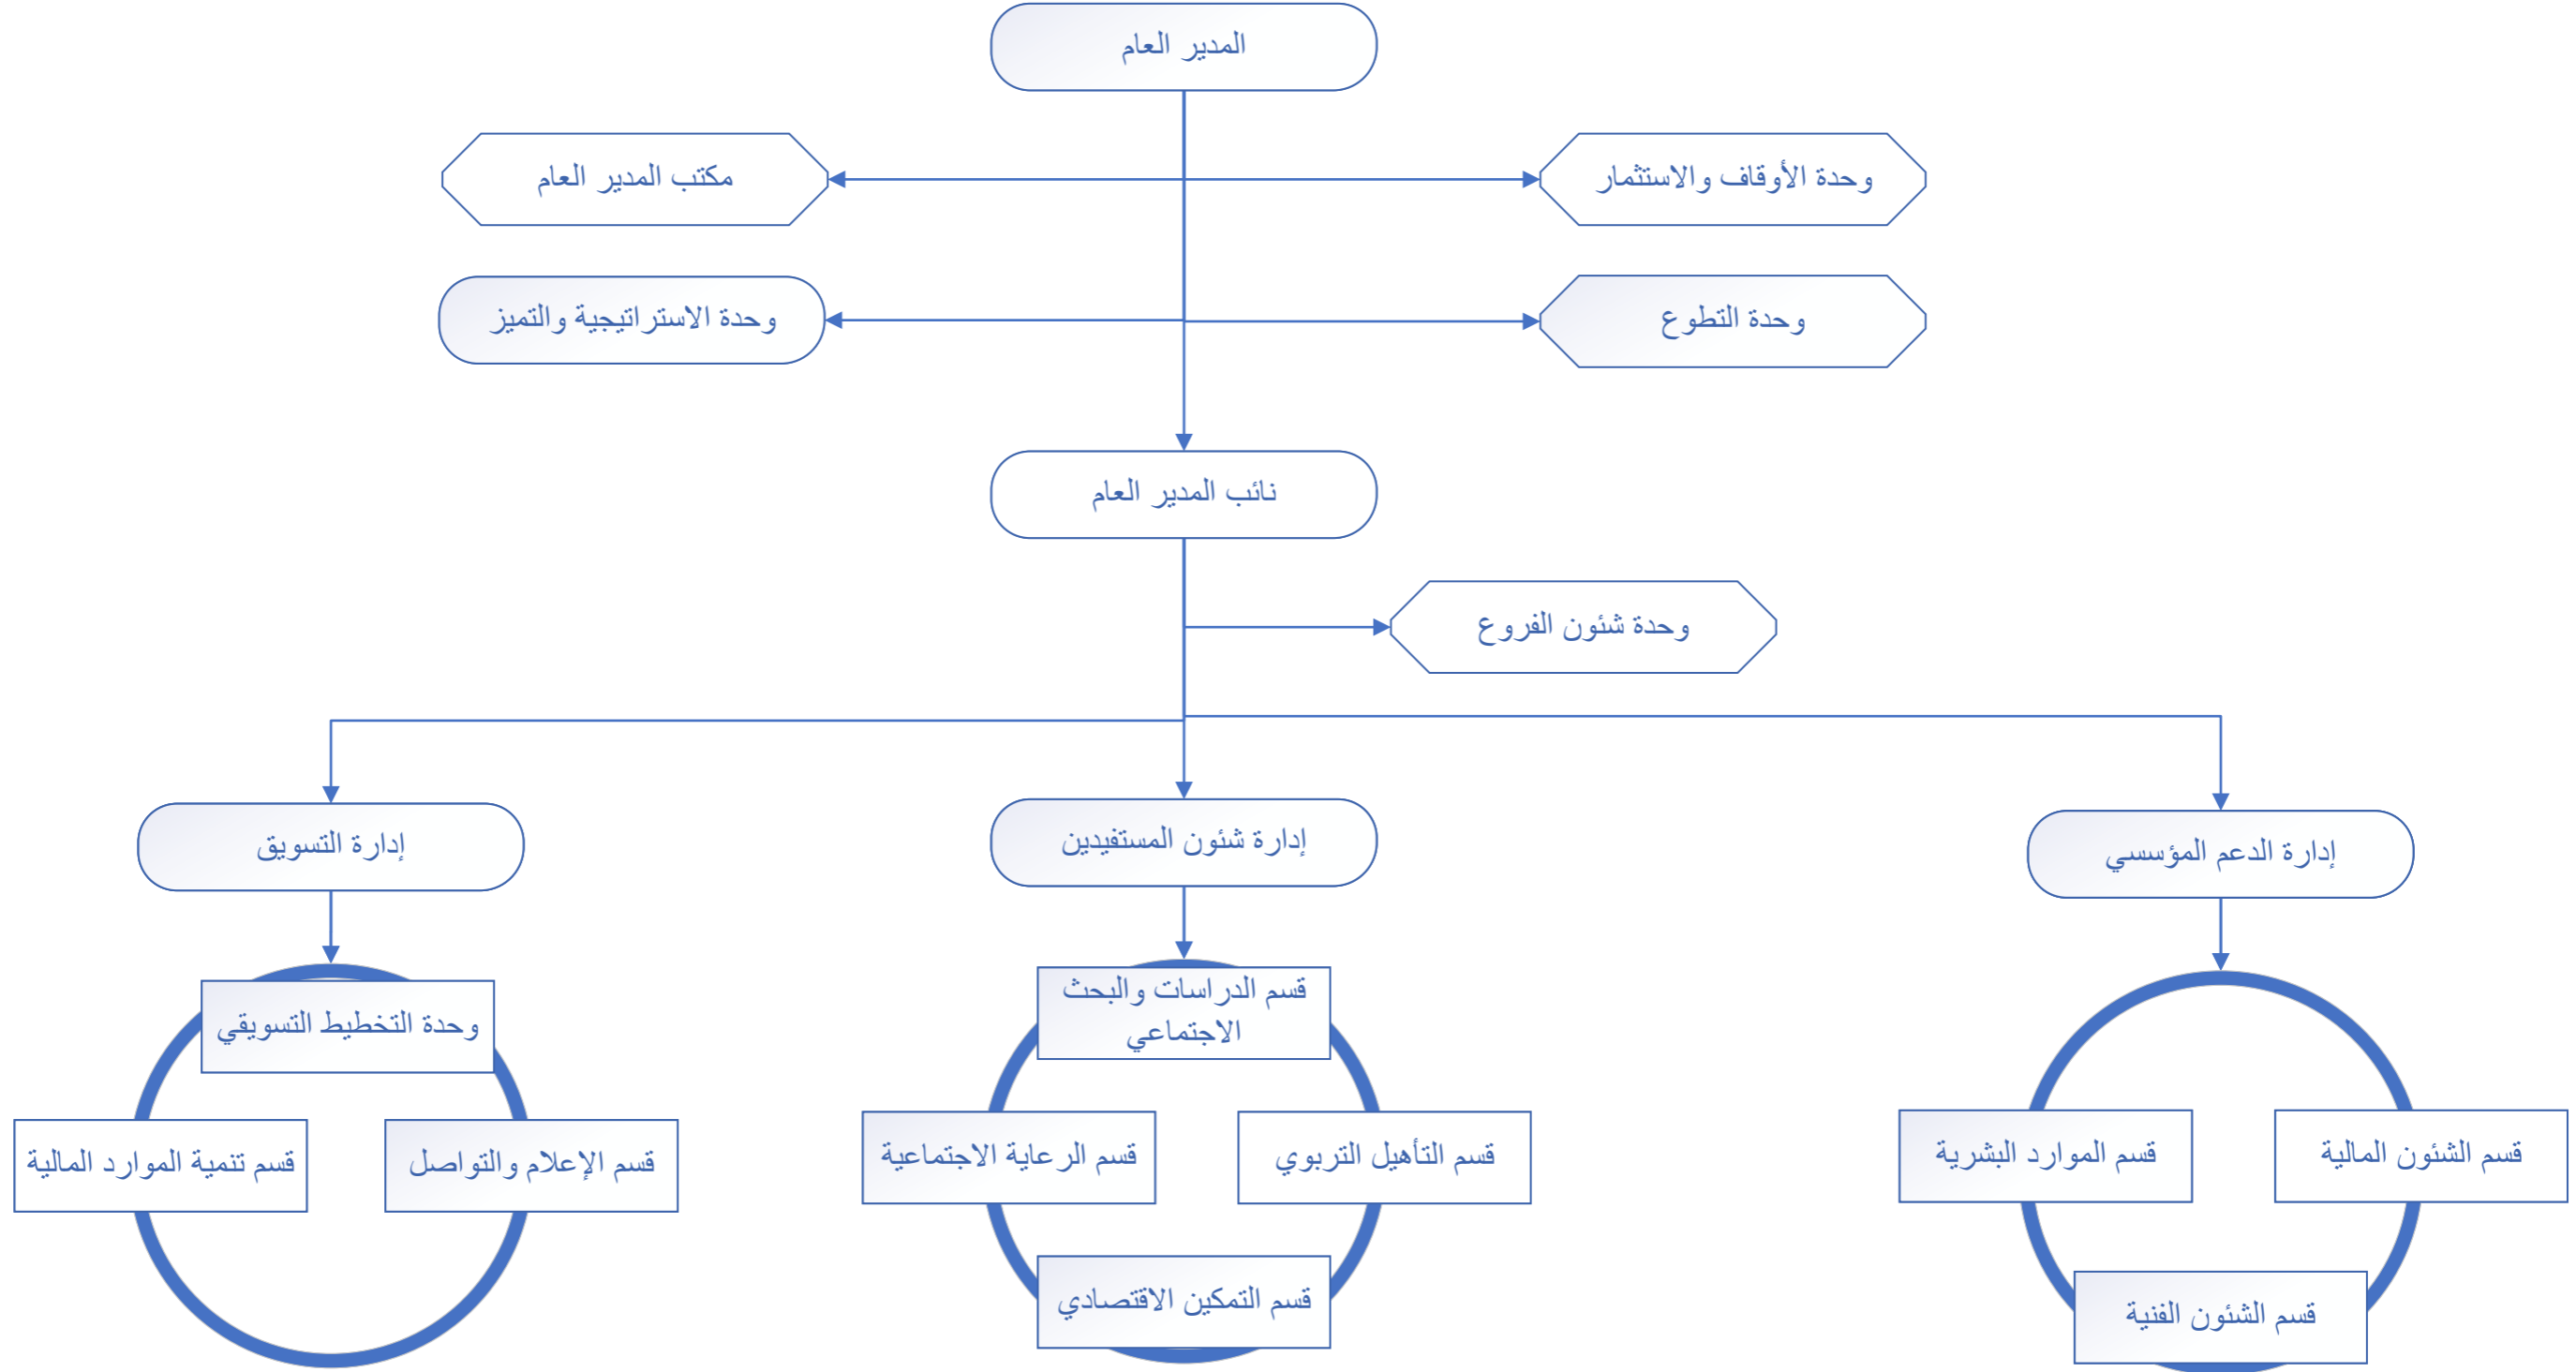 المدير العام
وحدة الأوقاف والاستثمار
مكتب المدير العام
وحدة التطوع
وحدة الاستراتيجية والتميز
نائب المدير العام
وحدة شئون الفروع
إدارة الدعم المؤسسي
إدارة شئون المستفيدين
إدارة التسويق
قسم الشئون المالية
قسم الموارد البشرية
قسم الشئون الفنية
قسم الدراسات والبحث
الاجتماعي
قسم التأهيل التربوي
قسم الرعاية الاجتماعية
قسم التمكين الاقتصادي
وحدة التخطيط التسويقي
قسم الإعلام والتواصل
قسم تنمية الموارد المالية